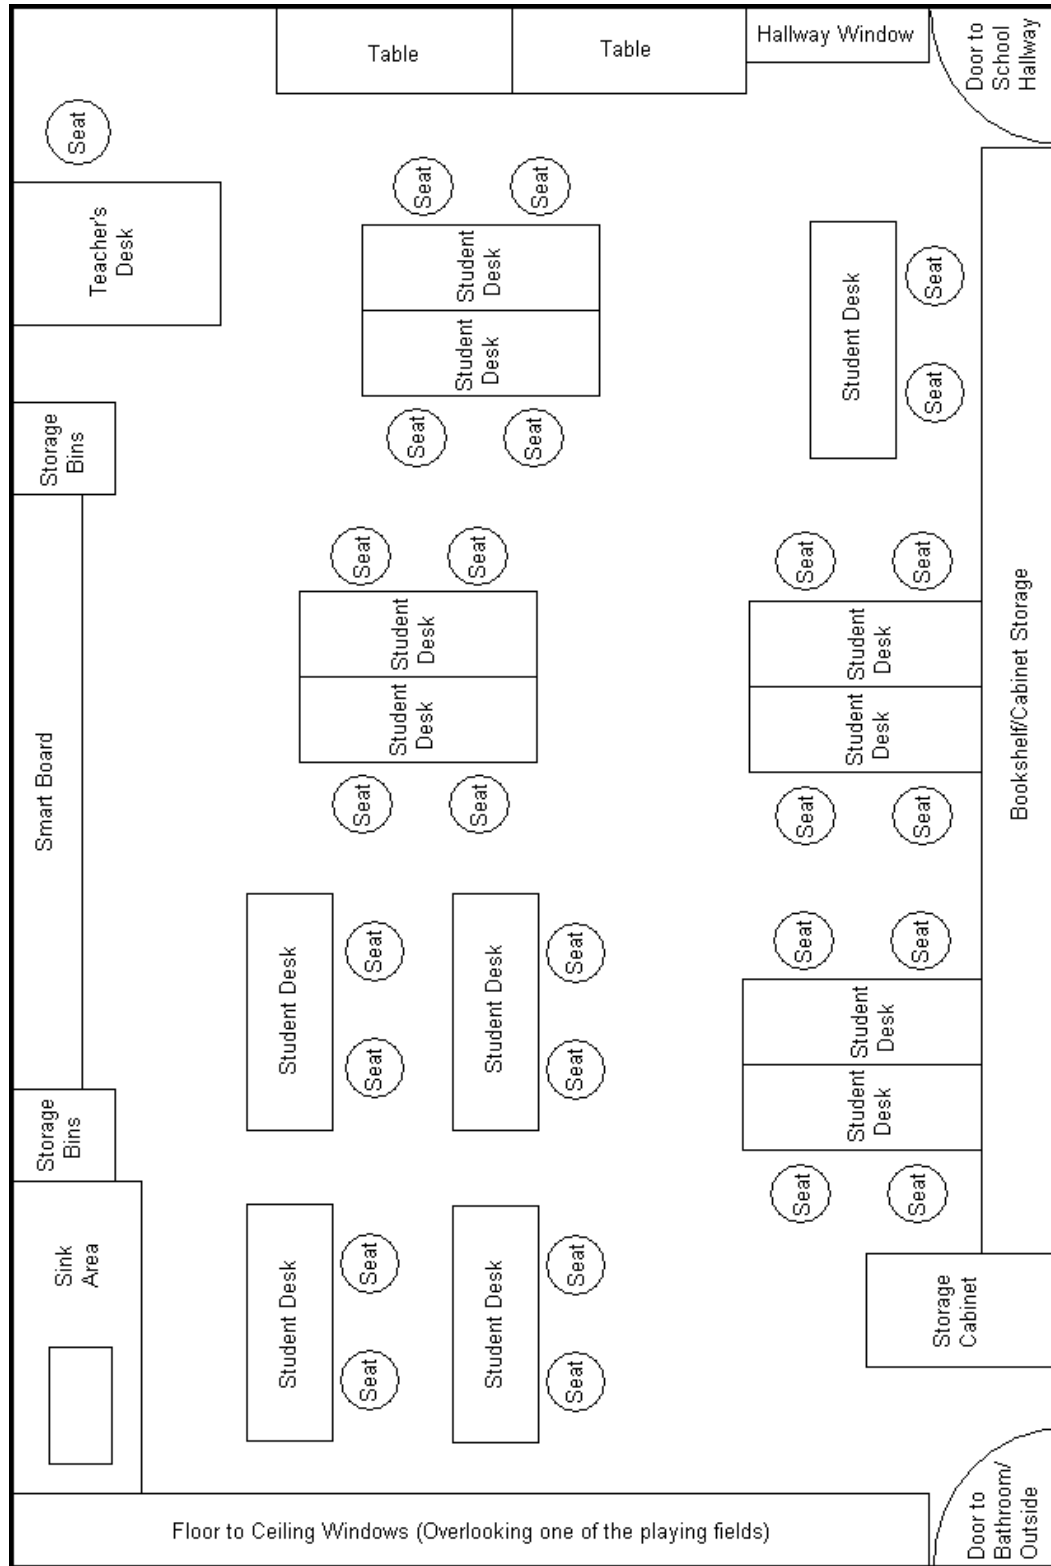 Table
Table
Hallway Window
Door to
School
Hallway
Seat
Teacher's
Desk
Seat
Seat
Student
Desk
Student
Desk
Seat
Seat
Student Desk
Seat
Seat
Storage
Bins
Smart Board
Seat
Seat
Student
Desk
Student
Desk
Seat
Seat
Seat
Seat
Student
Desk
Student
Desk
Seat
Seat
Bookshelf/Cabinet Storage
Student Desk
Seat
Seat
Student Desk
Seat
Seat
Seat
Seat
Student
Desk
Student
Desk
Seat
Seat
Storage
Bins
Sink
Area
Student Desk
Seat
Seat
Student Desk
Seat
Seat
Storage
Cabinet
Floor to Ceiling Windows (Overlooking one of the playing fields)
Door to
Bathroom/
Outside